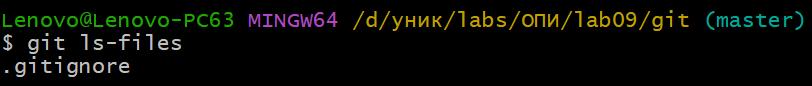 Lenovo@Lenovo-PC63 MINGW64 /d/уник/labs/ОПИ/lab09/git (master)
$ git ls-files
.gitignore